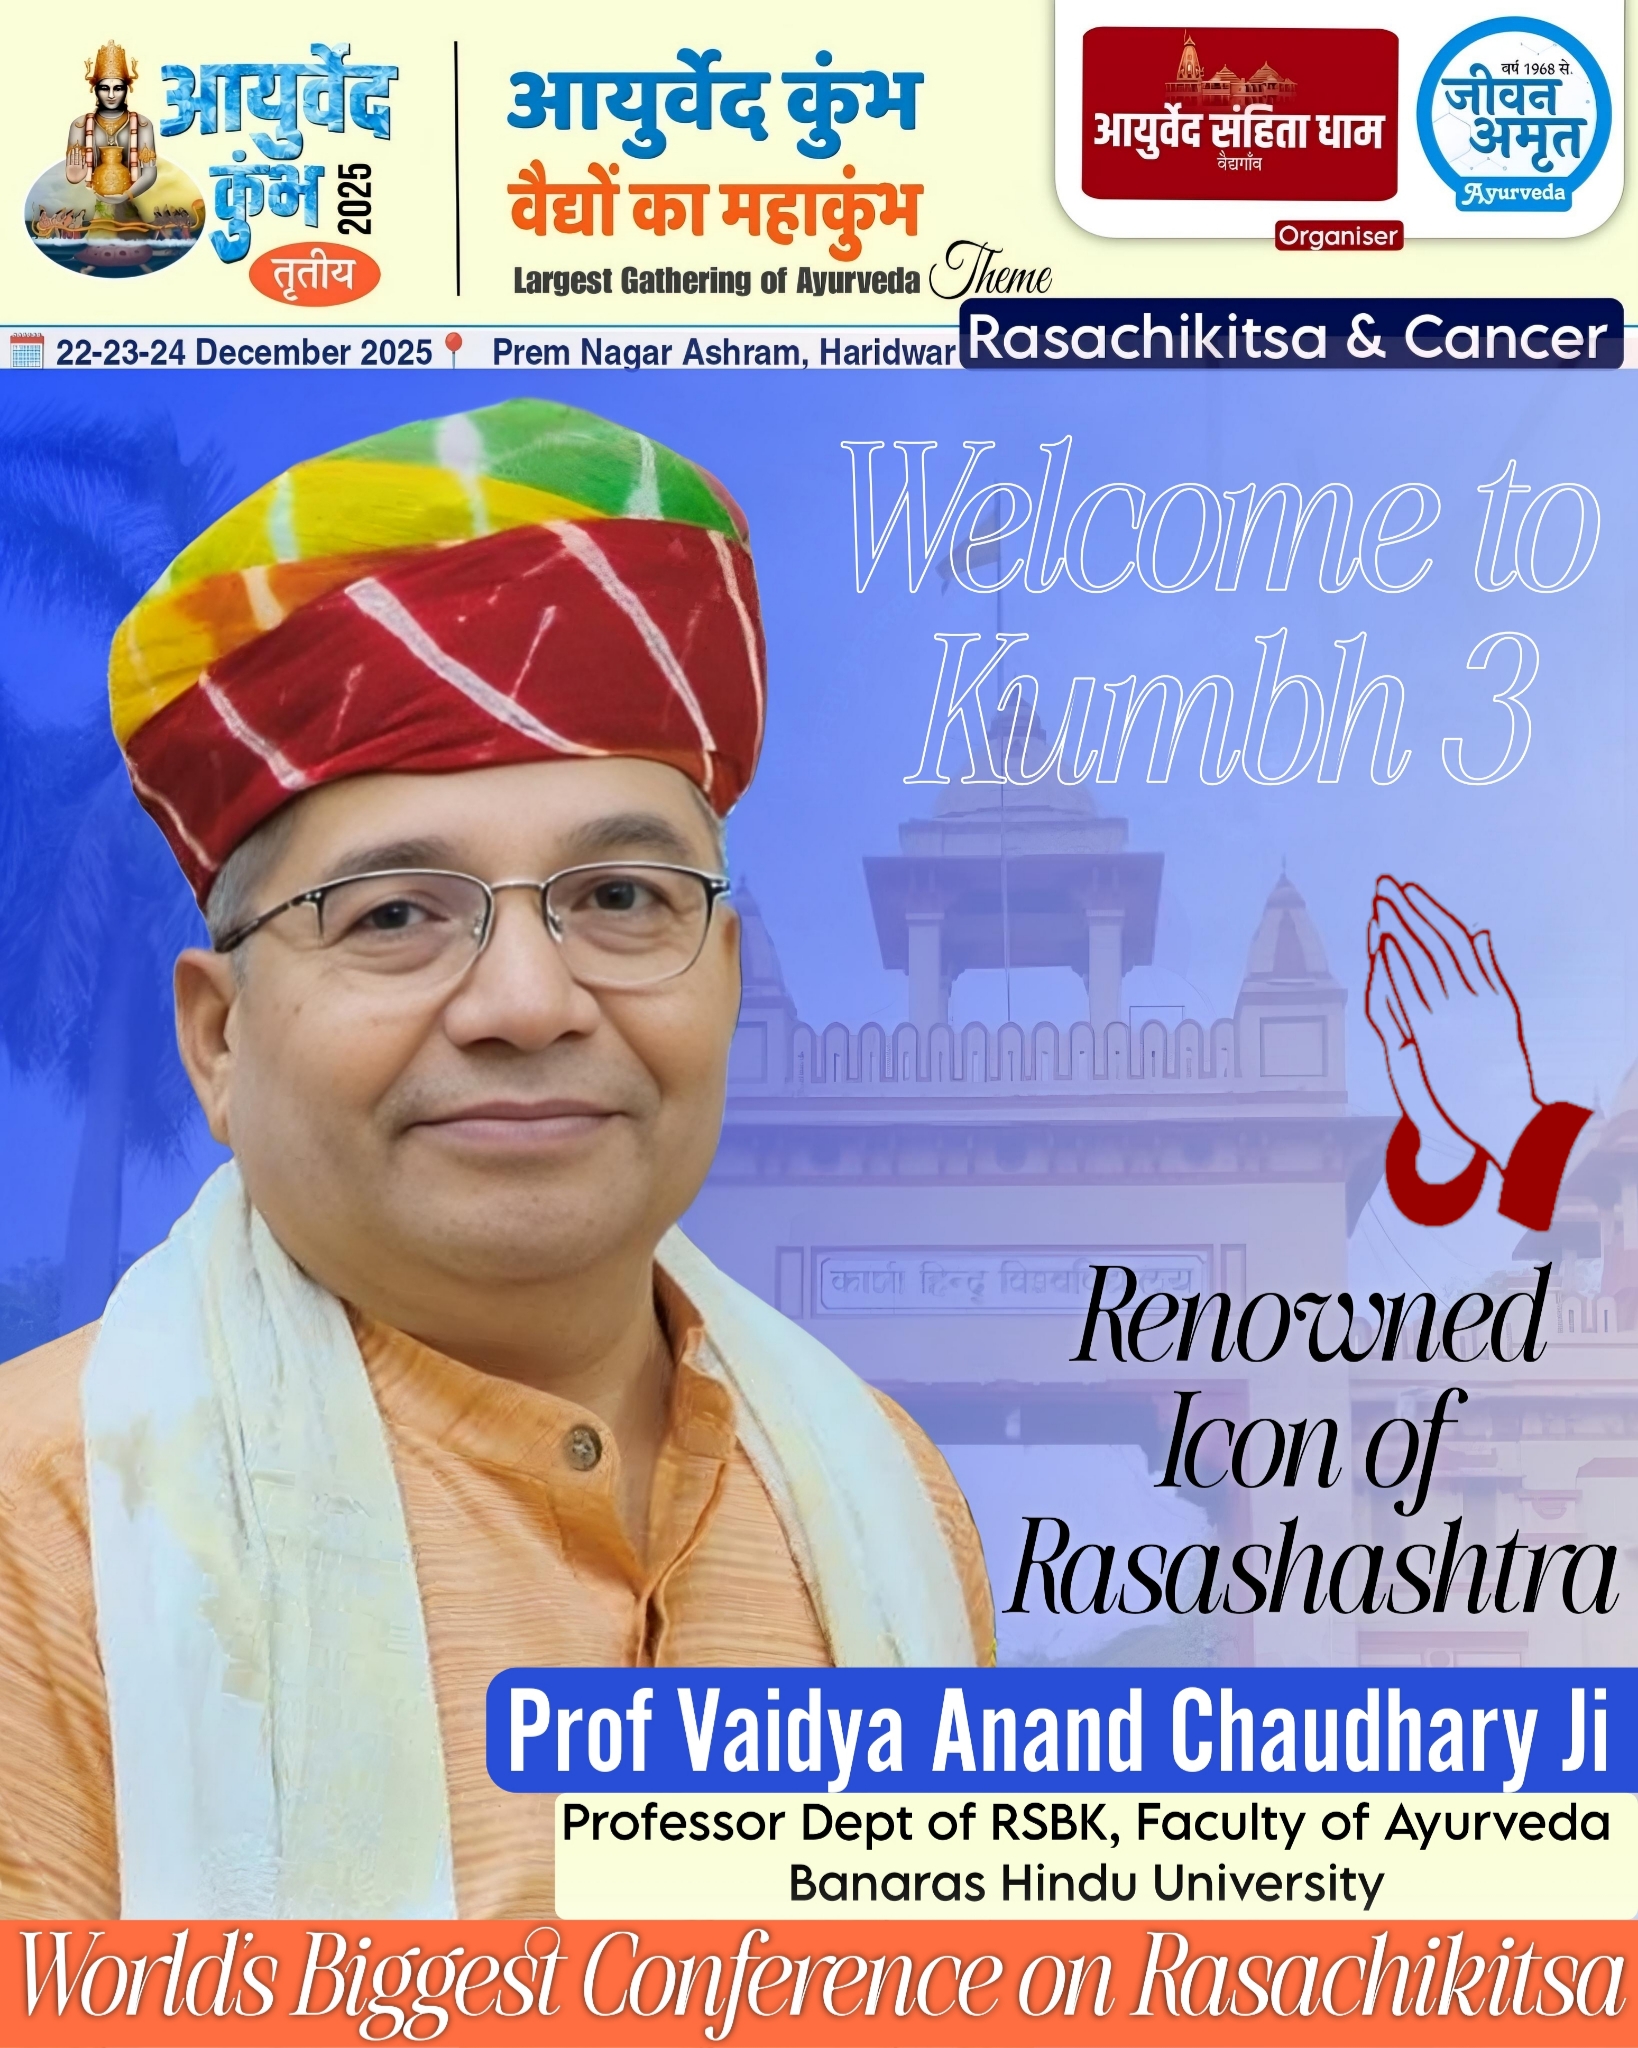 आयुर्वेद
कुंभ
2025
तृतीय
आयुर्वेद कुंभ
वैद्यों का महाकुंभ
Largest Gathering of Ayurveda
Theme
आयुर्वेद संहिता धाम
वैद्यगाँव
वर्ष 1968 से.
जीवन
अमृत
Ayurveda
Organiser
22-23-24 December 2025
Prem Nagar Ashram, Haridwar
Rasachikitsa & Cancer
Welcome to
Kumbh 3
काशी हिन्दू विश्वविद्यालय
Renowned
Icon of
Rasashashtra
Prof Vaidya Anand Chaudhary Ji
Professor Dept of RSBK, Faculty of Ayurveda
Banaras Hindu University
World's Biggest Conference on Rasachikitsa